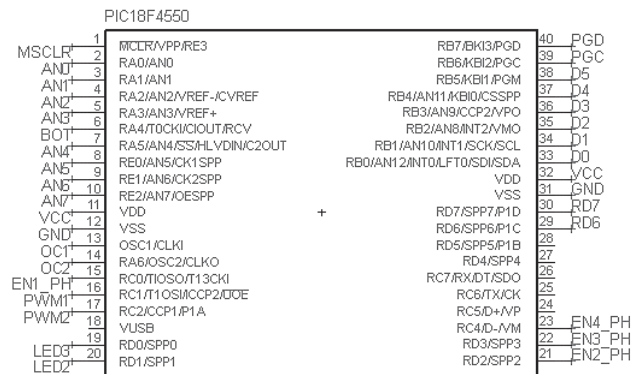 PIC18F4550
MSCLR 1 MCLR/VPP/RE3 RB7/BKI3/PGD 40 PGD
AN0 2 RA0/AN0 RB6/KBI2/PGC 39 PGC
AN1 3 RA1/AN1 RB5/KBI1/PGM 38 D5
AN2 4 RA2/AN2/VREF-/CVREF RB4/AN11/KBI0/CSSPP 37 D4
AN3 5 RA3/AN3/VREF+ RB3/AN9/CCP2/VPO 36 D3
BOT 6 RA4/T0CKI/CIOUT/RCV RB2/AN8/INT2/VMO 35 D2
AN4 7 RA5/AN4/SS/HLVDIN/C2OUT RB1/AN10/INT1/SCK/SCL 34 D1
AN5 8 RE0/AN5/CK1SPP RB0/AN12/INT0/LFT0/SDI/SDA 33 D0
AN6 9 RE1/AN6/CK2SPP VDD 32 VCC
AN7 10 RE2/AN7/OESPP VSS 31 GND
VCC 11 VDD RD7/SPP7/P1D 30 RD7
GND 12 VSS RD6/SPP6/P1C 29 RD6
OC1 13 OSC1/CLKI RD5/SPP5/P1B 28
OC2 14 RA6/OSC2/CLKO RD4/SPP4 27
EN1_PH 15 RC0/TIOSO/T13CKI RC7/RX/DT/SDO 26
PWM1 16 RC1/T1OSI/CCP2/UOE RC6/TX/CK 25
PWM2 17 RC2/CCP1/P1A RC5/D+/VP 24
18 VUSB RC4/D-/VM 23 EN4_PH
LED3 19 RD0/SPP0 RD3/SPP3 22 EN3_PH
LED2 20 RD1/SPP1 RD2/SPP2 21 EN2_PH